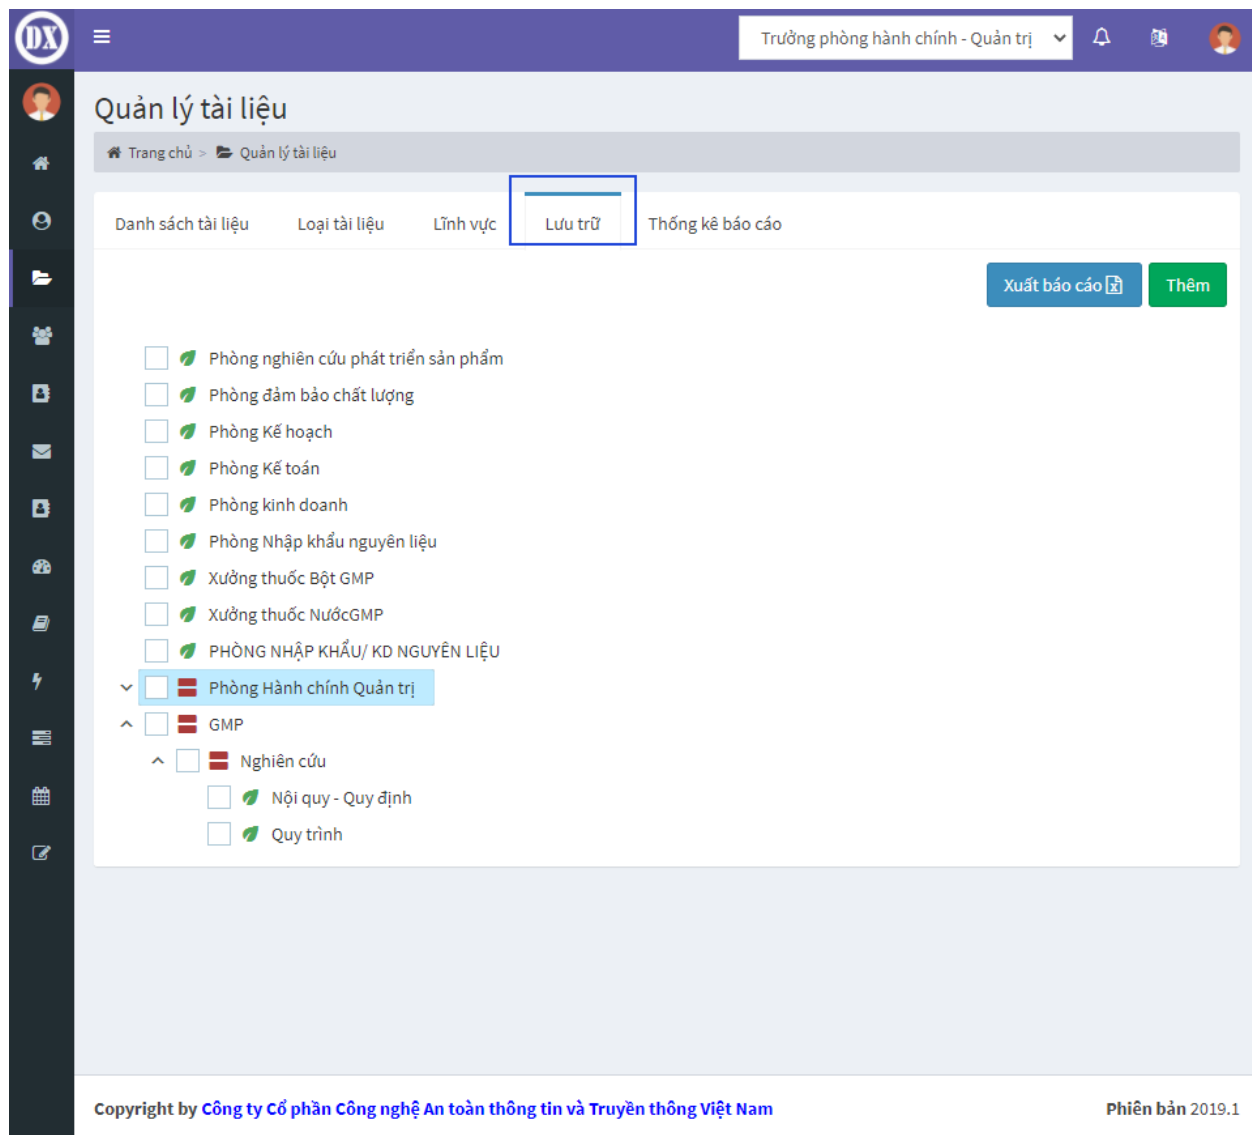 DX
Trưởng phòng hành chính - Quản trị
Quản lý tài liệu
Trang chủ > Quản lý tài liệu
Danh sách tài liệu Loại tài liệu Lĩnh vực Lưu trữ Thống kê báo cáo
Xuất báo cáo Thêm
Phòng nghiên cứu phát triển sản phẩm
Phòng đảm bảo chất lượng
Phòng Kế hoạch
Phòng Kế toán
Phòng kinh doanh
Phòng Nhập khẩu nguyên liệu
Xưởng thuốc Bột GMP
Xưởng thuốc NướcGMP
PHÒNG NHẬP KHẨU/ KD NGUYÊN LIỆU
Phòng Hành chính Quản trị
GMP
Nghiên cứu
Nội quy - Quy định
Quy trình
Copyright by Công ty Cổ phần Công nghệ An toàn thông tin và Truyền thông Việt Nam Phiên bản 2019.1